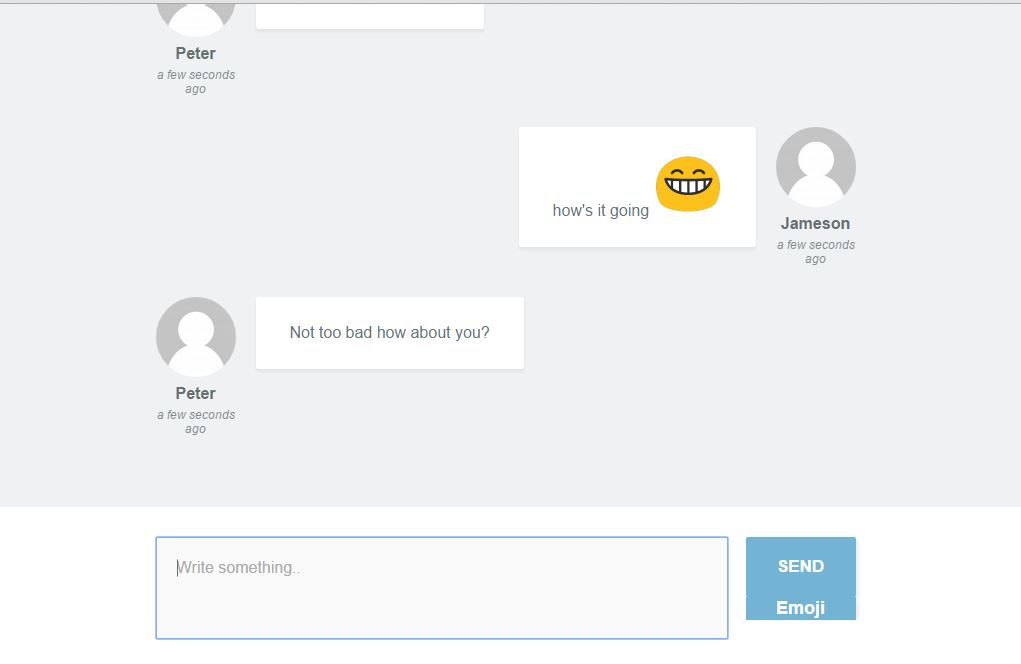 Peter
a few seconds
ago
how's it going
Jameson
a few seconds
ago
Not too bad how about you?
Peter
a few seconds
ago
Write something..
SEND
Emoji